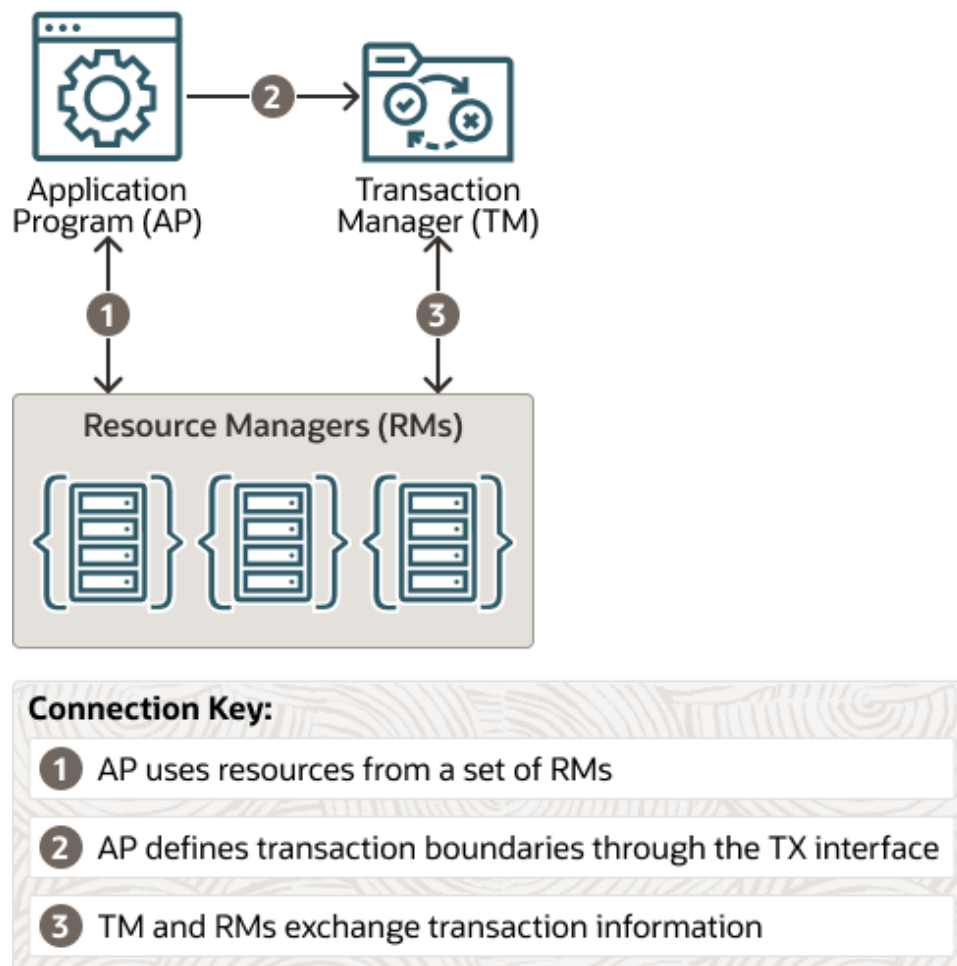 2
Application
Program (AP)
Transaction
Manager (TM)
1
3
Resource Managers (RMs)
Connection Key:
1 AP uses resources from a set of RMs
2 AP defines transaction boundaries through the TX interface
3 TM and RMs exchange transaction information